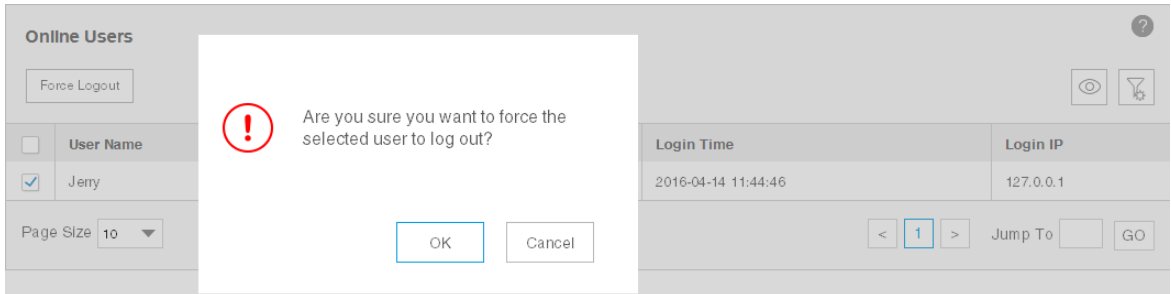 Online Users
?
Force Logout
Are you sure you want to force the
selected user to log out?
User Name Login Time Login IP
Jerry 2016-04-14 11:44:46 127.0.0.1
Page Size 10 < 1 > Jump To GO
OK Cancel